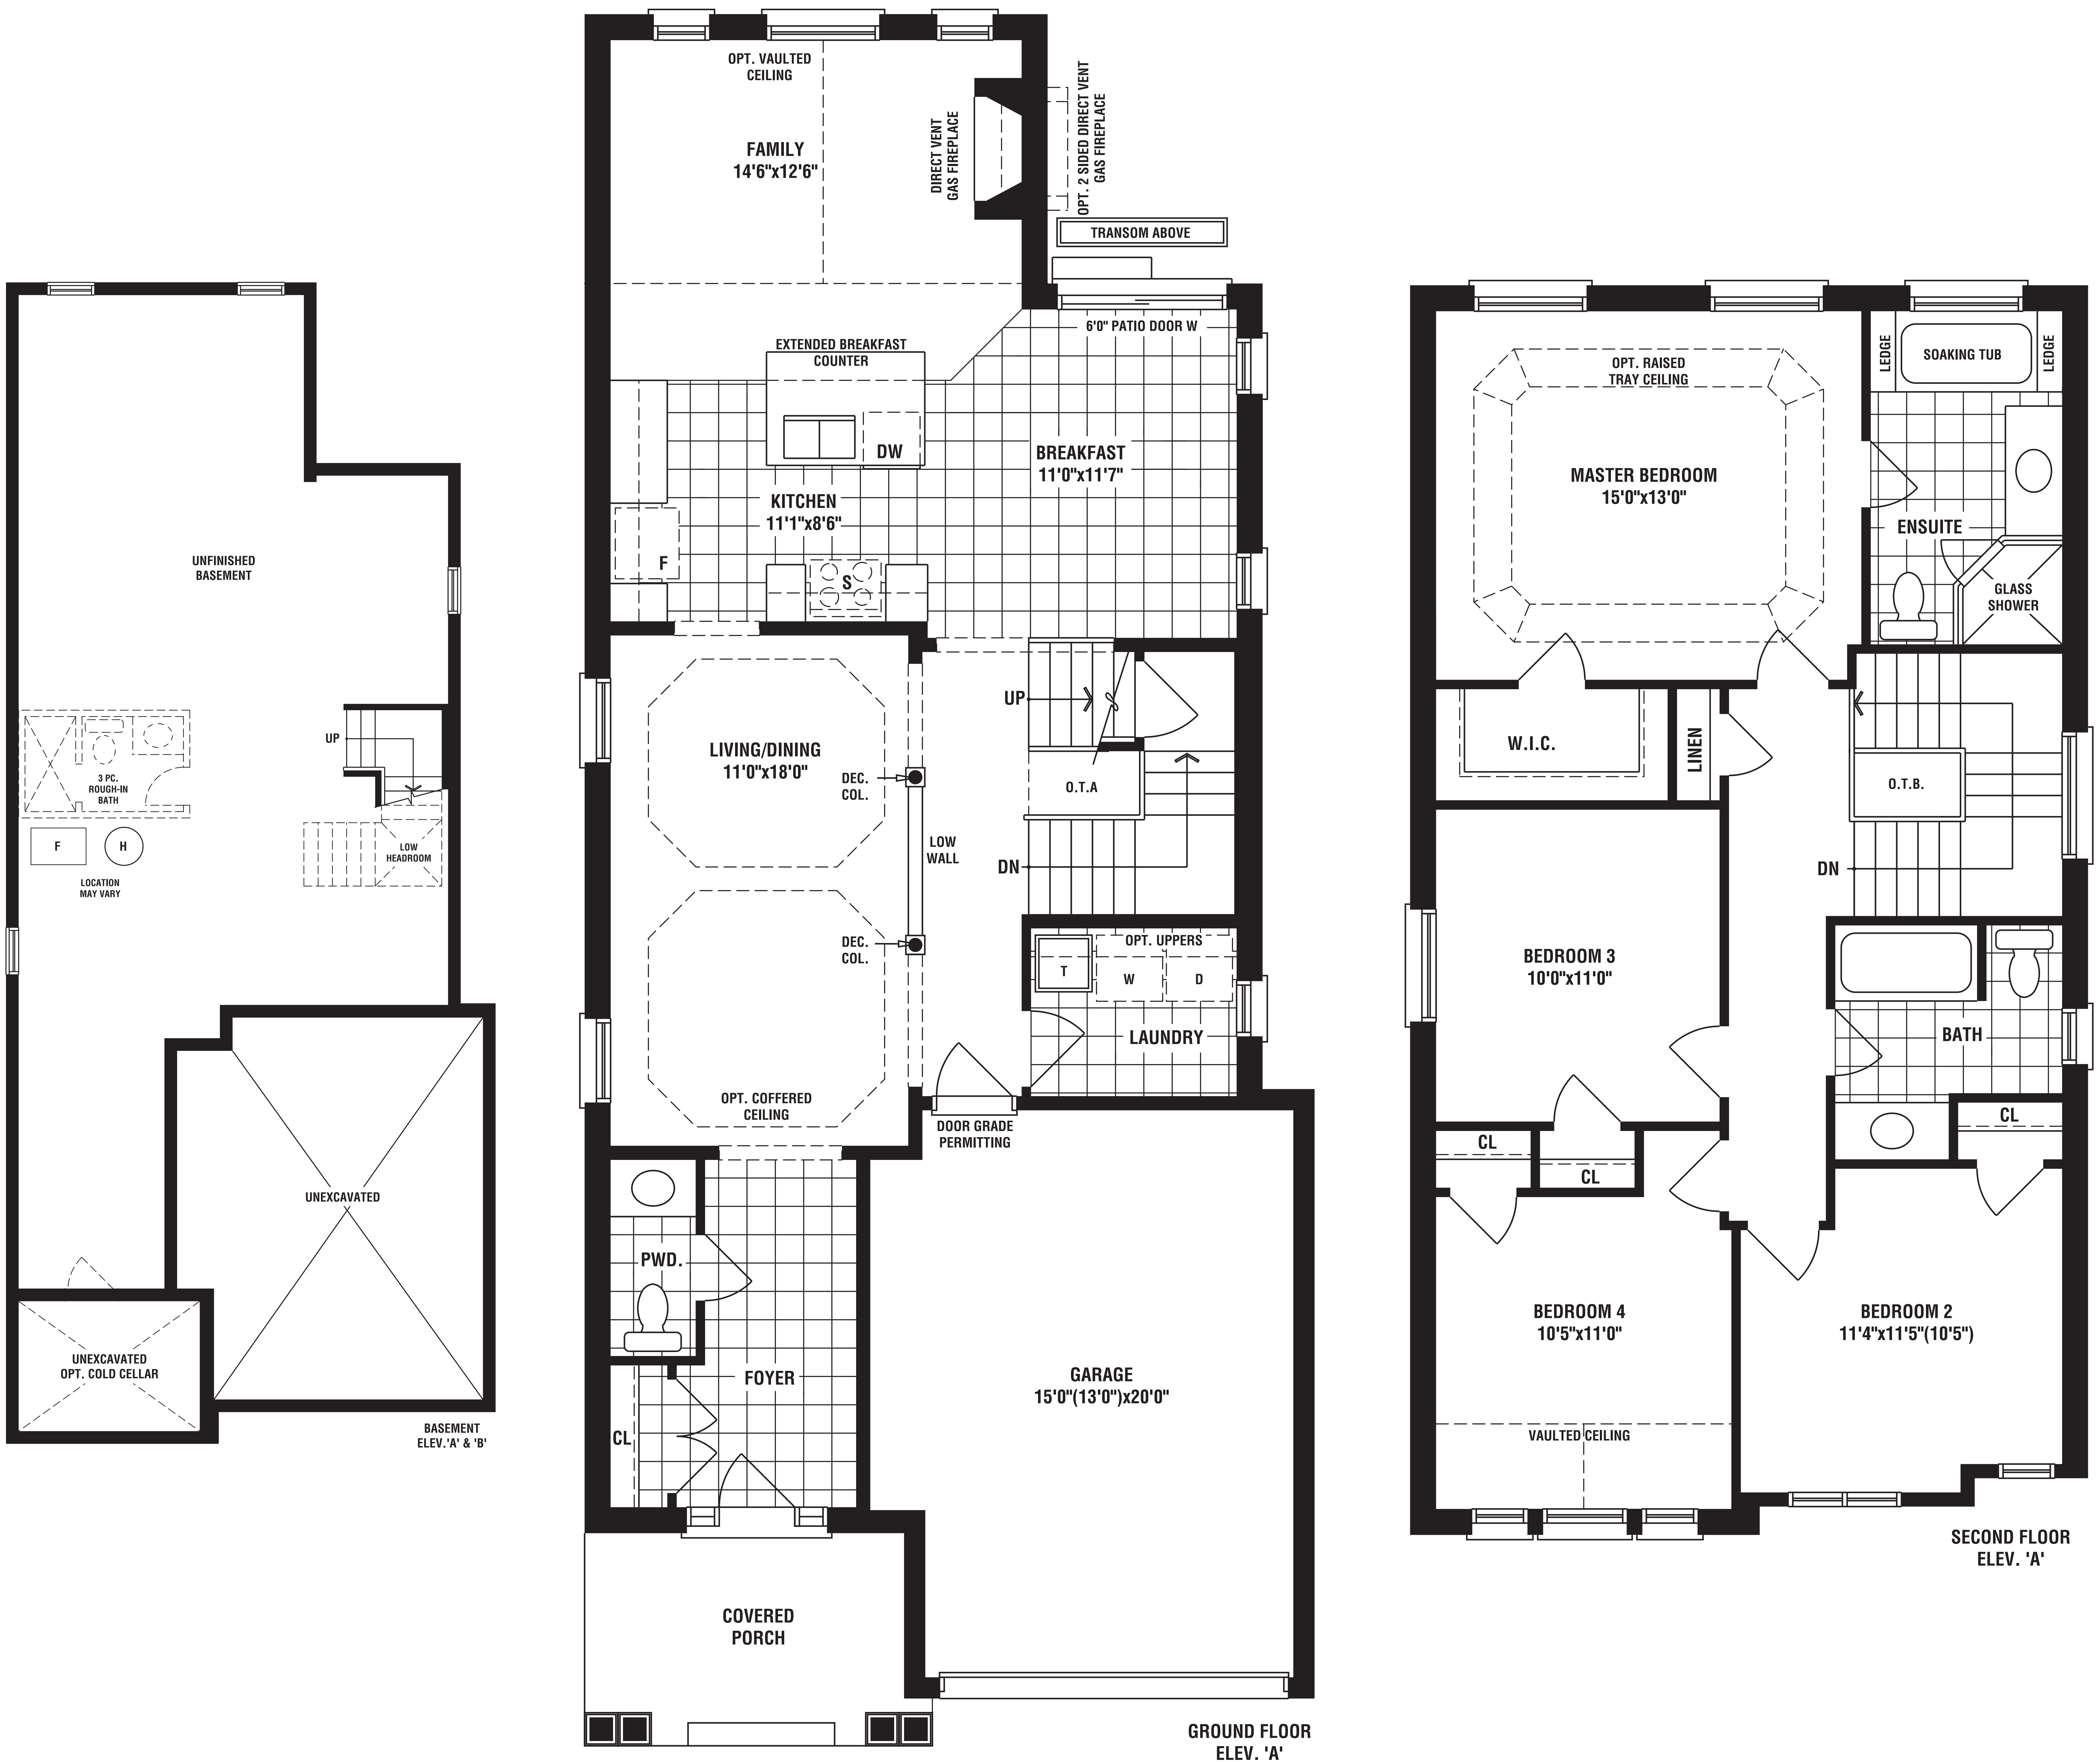 UNFINISHED
BASEMENT
UP
3 PC.
ROUGH-IN
BATH
F
H
LOCATION
MAY VARY
LOW
HEADROOM
UNEXCAVATED
UNEXCAVATED
OPT. COLD CELLAR
BASEMENT
ELEV.'A' & 'B'
OPT. VAULTED
CEILING
FAMILY
14'6"x12'6"
DIRECT VENT
GAS FIREPLACE
OPT. 2 SIDED DIRECT VENT
GAS FIREPLACE
TRANSOM ABOVE
6'0" PATIO DOOR W
EXTENDED BREAKFAST
COUNTER
DW
BREAKFAST
11'0"x11'7"
KITCHEN
11'1"x8'6"
F
S
UP
LIVING/DINING
11'0"x18'0"
DEC.
COL.
O.T.A
LOW
WALL
DN
DEC.
COL.
OPT. UPPERS
T
W
D
LAUNDRY
OPT. COFFERED
CEILING
DOOR GRADE
PERMITTING
PWD.
FOYER
CL
GARAGE
15'0"(13'0")x20'0"
COVERED
PORCH
GROUND FLOOR
ELEV. 'A'
LEDGE
SOAKING TUB
LEDGE
OPT. RAISED
TRAY CEILING
MASTER BEDROOM
15'0"x13'0"
ENSUITE
GLASS
SHOWER
W.I.C.
LINEN
O.T.B.
DN
BEDROOM 3
10'0"x11'0"
BATH
CL
CL
CL
BEDROOM 4
10'5"x11'0"
BEDROOM 2
11'4"x11'5"(10'5")
VAULTED CEILING
SECOND FLOOR
ELEV. 'A'